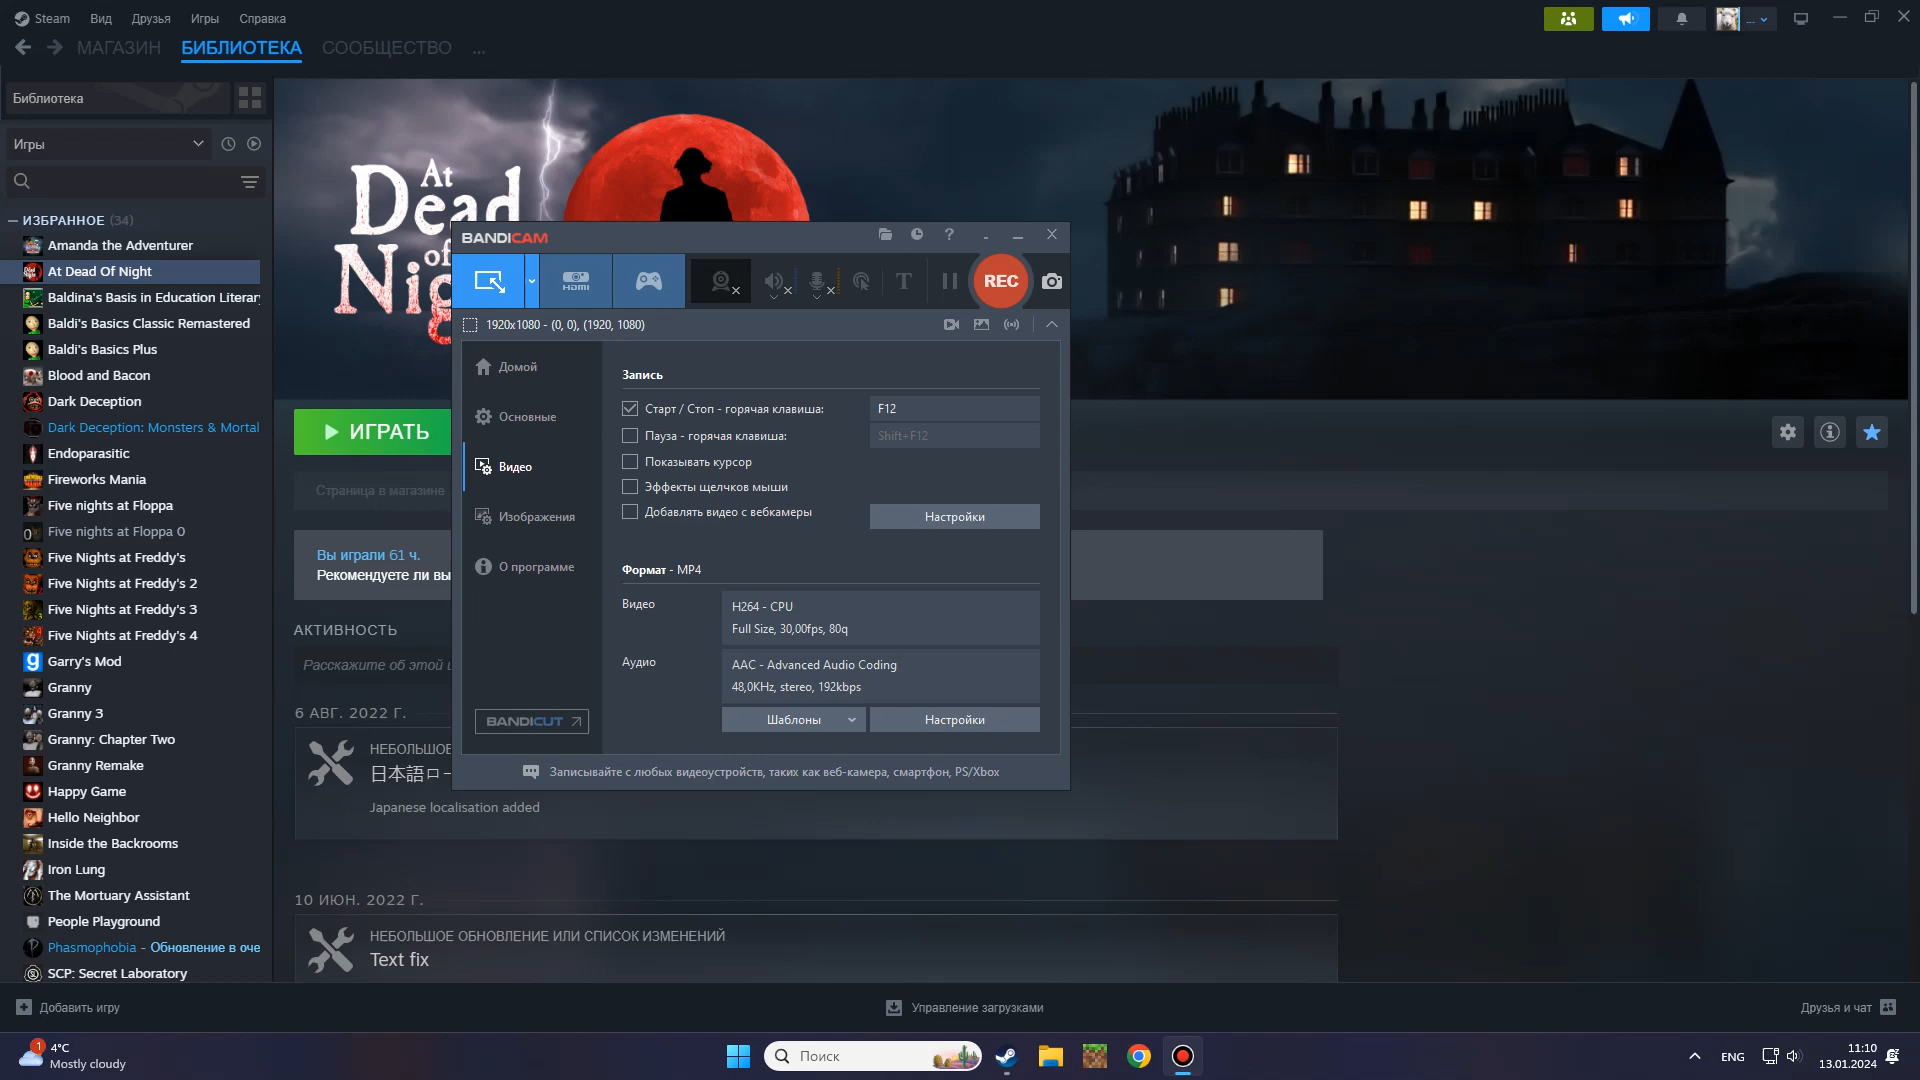 Steam Вид Друзья Игры Справка
МАГАЗИН БИБЛИОТЕКА СООБЩЕСТВО ...
Библиотека
Игры
ИЗБРАННОЕ (34)
Amanda the Adventurer
At Dead Of Night
Baldina's Basis in Education Literar
Baldi's Basics Classic Remastered
Baldi's Basics Plus
Blood and Bacon
Dark Deception
Dark Deception: Monsters & Mortal
Endoparasitic
Fireworks Mania
Five nights at Floppa
Five nights at Floppa 0
Five Nights at Freddy's
Five Nights at Freddy's 2
Five Nights at Freddy's 3
Five Nights at Freddy's 4
Garry's Mod
Granny
Granny 3
Granny: Chapter Two
Granny Remake
Happy Game
Hello Neighbor
Inside the Backrooms
Iron Lung
The Mortuary Assistant
People Playground
Phasmophobia - Обновление в оче
SCP: Secret Laboratory
At
Dead
of
Nig
ИГРАТЬ
Страница в магазине
Вы играли 61 ч.
Рекомендуете ли вы
АКТИВНОСТЬ
Расскажите об этой и
6 АВГ. 2022 Г.
НЕБОЛЬШОЕ
日本語ロー
Japanese localisation added
10 ИЮН. 2022 Г.
НЕБОЛЬШОЕ ОБНОВЛЕНИЕ ИЛИ СПИСОК ИЗМЕНЕНИЙ
Text fix
BANDICAM
HDMI
REC
1920x1080 - (0, 0), (1920, 1080)
Домой
Основные
Видео
Изображения
О программе
BANDICUT
Запись
Старт / Стоп - горячая клавиша: F12
Пауза - горячая клавиша: Shift+F12
Показывать курсор
Эффекты щелчков мыши
Добавлять видео с вебкамеры
Настройки
Формат - MP4
Видео
H264 - CPU
Full Size, 30,00fps, 80q
Аудио
AAC - Advanced Audio Coding
48,0KHz, stereo, 192kbps
Шаблоны Настройки
Записывайте с любых видеоустройств, таких как веб-камера, смартфон, PS/Xbox
Добавить игру Управление загрузками Друзья и чат
1
4°C
Mostly cloudy
Поиск
ENG
11:10
13.01.2024